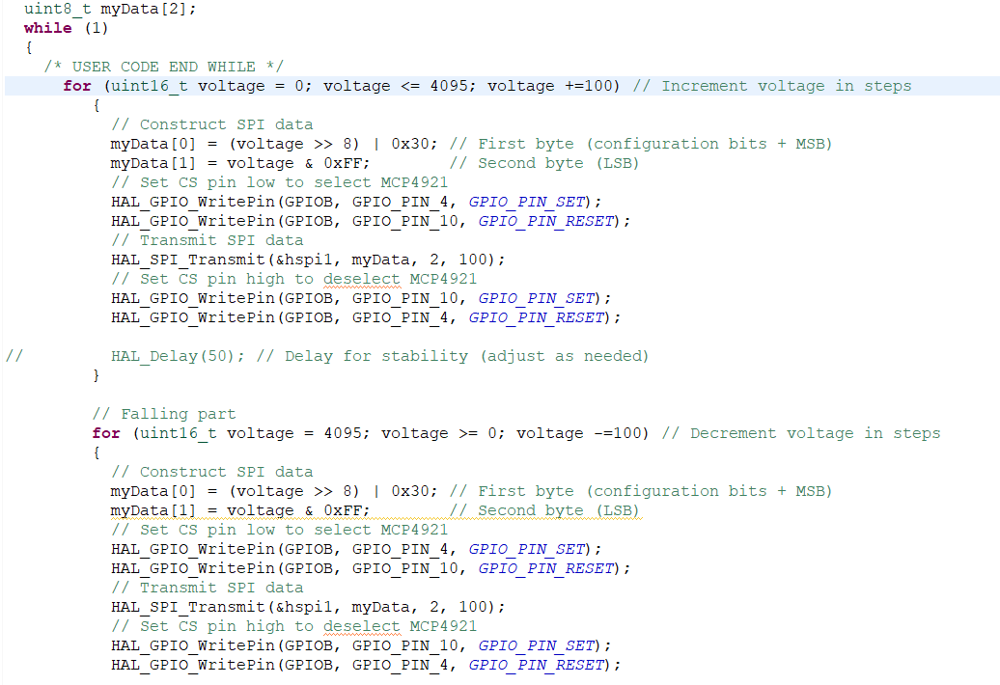 uint8_t myData[2];
while (1)
{
/* USER CODE END WHILE */
for (uint16_t voltage = 0; voltage <= 4095; voltage +=100) // Increment voltage in steps
{
// Construct SPI data
myData[0] = (voltage >> 8) | 0x30; // First byte (configuration bits + MSB)
myData[1] = voltage & 0xFF; // Second byte (LSB)
// Set CS pin low to select MCP4921
HAL_GPIO_WritePin(GPIOB, GPIO_PIN_4, GPIO_PIN_SET);
HAL_GPIO_WritePin(GPIOB, GPIO_PIN_10, GPIO_PIN_RESET);
// Transmit SPI data
HAL_SPI_Transmit(&hspi1, myData, 2, 100);
// Set CS pin high to deselect MCP4921
HAL_GPIO_WritePin(GPIOB, GPIO_PIN_10, GPIO_PIN_SET);
HAL_GPIO_WritePin(GPIOB, GPIO_PIN_4, GPIO_PIN_RESET);
// HAL_Delay(50); // Delay for stability (adjust as needed)
}
// Falling part
for (uint16_t voltage = 4095; voltage >= 0; voltage -=100) // Decrement voltage in steps
{
// Construct SPI data
myData[0] = (voltage >> 8) | 0x30; // First byte (configuration bits + MSB)
myData[1] = voltage & 0xFF; // Second byte (LSB)
// Set CS pin low to select MCP4921
HAL_GPIO_WritePin(GPIOB, GPIO_PIN_4, GPIO_PIN_SET);
HAL_GPIO_WritePin(GPIOB, GPIO_PIN_10, GPIO_PIN_RESET);
// Transmit SPI data
HAL_SPI_Transmit(&hspi1, myData, 2, 100);
// Set CS pin high to deselect MCP4921
HAL_GPIO_WritePin(GPIOB, GPIO_PIN_10, GPIO_PIN_SET);
HAL_GPIO_WritePin(GPIOB, GPIO_PIN_4, GPIO_PIN_RESET);